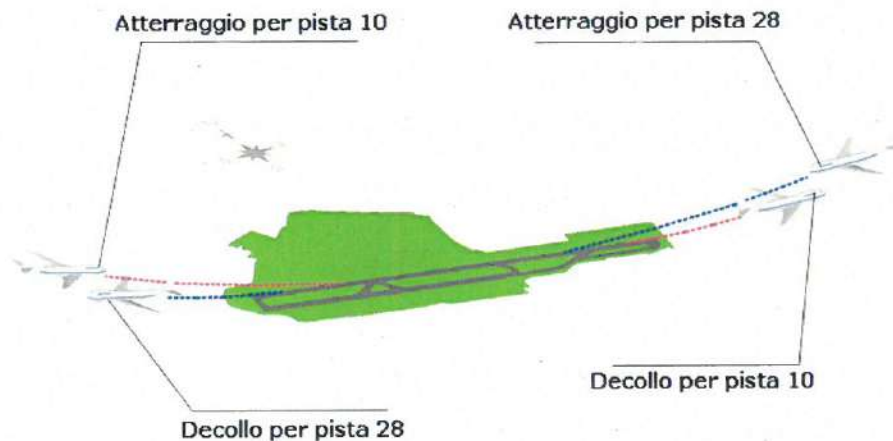 Atterraggio per pista 10
Atterraggio per pista 28
Decollo per pista 10
Decollo per pista 28